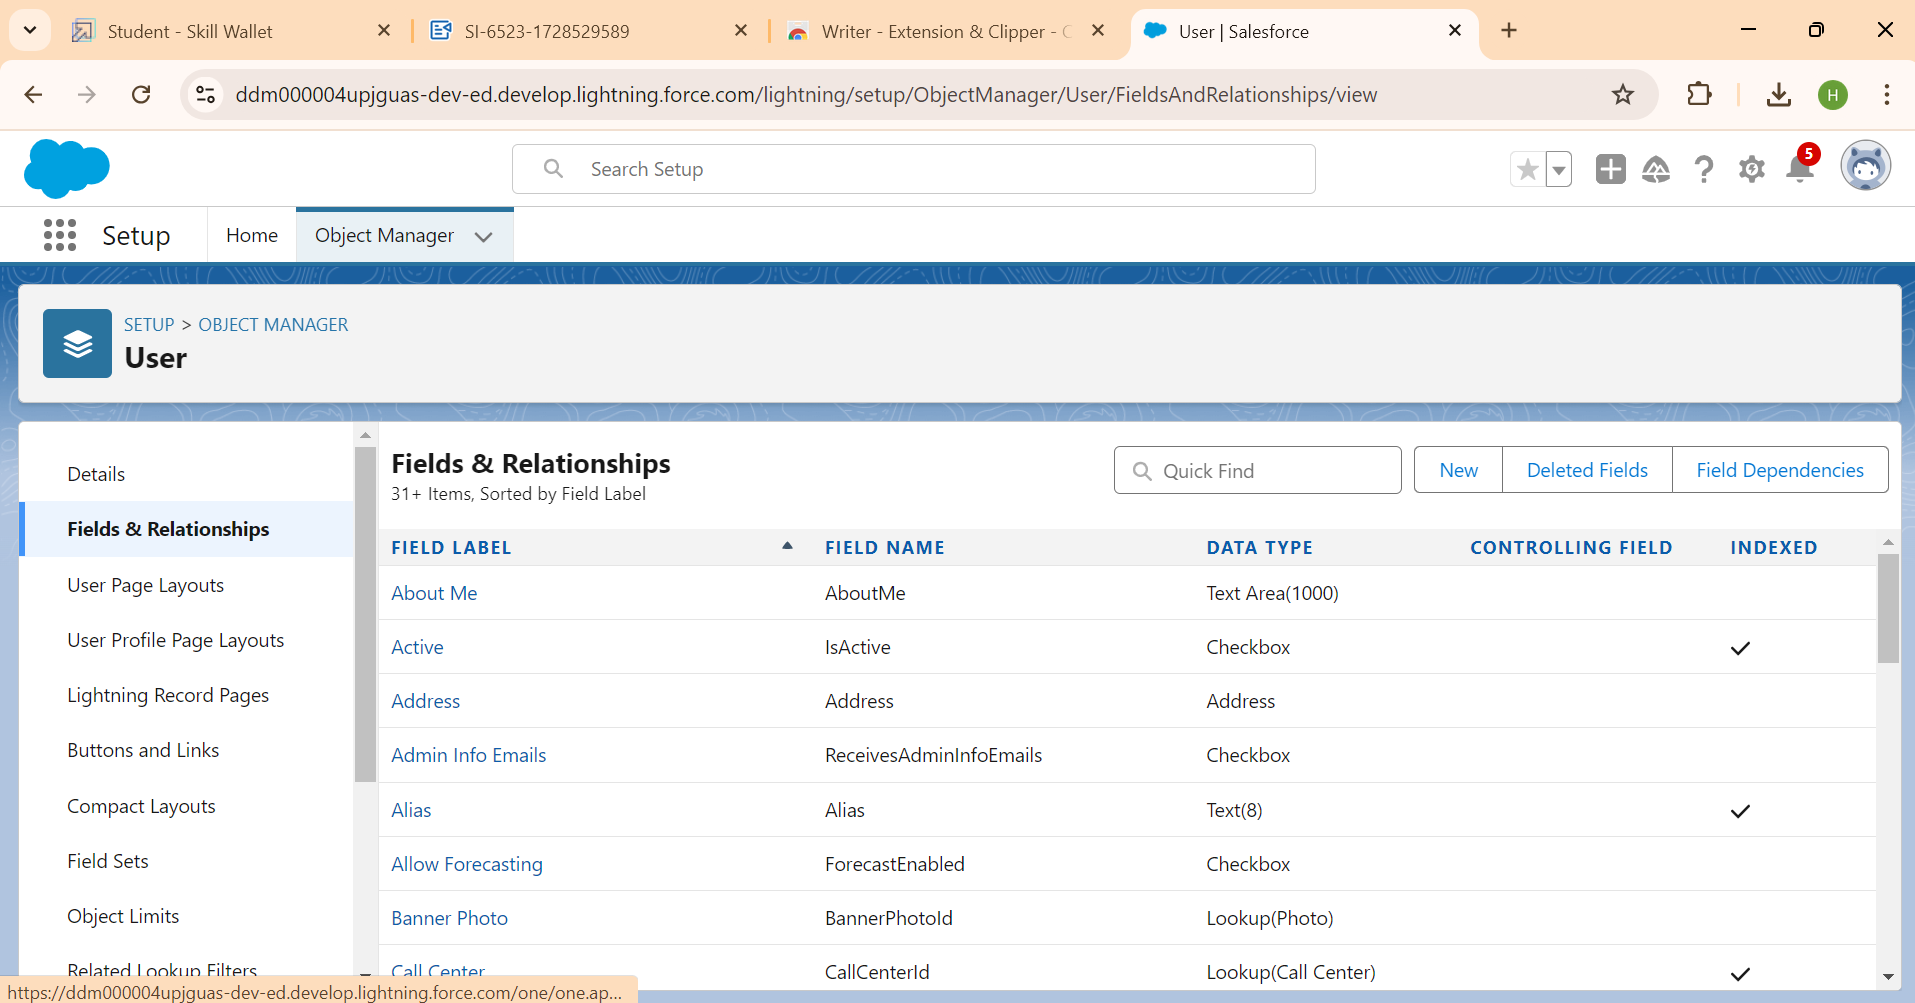 Student - Skill Wallet
SI-6523-1728529589
Writer - Extension & Clipper - C
User | Salesforce
ddm000004upjguas-dev-ed.develop.lightning.force.com/lightning/setup/ObjectManager/User/FieldsAndRelationships/view
H
Search Setup
5
Setup
Home
Object Manager
SETUP > OBJECT MANAGER
User
Details
Fields & Relationships
User Page Layouts
User Profile Page Layouts
Lightning Record Pages
Buttons and Links
Compact Layouts
Field Sets
Object Limits
Related Lookup Filters
Fields & Relationships
31+ Items, Sorted by Field Label
Quick Find
New
Deleted Fields
Field Dependencies
FIELD LABEL FIELD NAME DATA TYPE CONTROLLING FIELD INDEXED
About Me AboutMe Text Area(1000)
Active IsActive Checkbox
Address Address Address
Admin Info Emails ReceivesAdminInfoEmails Checkbox
Alias Alias Text(8)
Allow Forecasting ForecastEnabled Checkbox
Banner Photo BannerPhotoId Lookup(Photo)
Call Center CallCenterId Lookup(Call Center)
https://ddm000004upjguas-dev-ed.develop.lightning.force.com/one/one.ap...